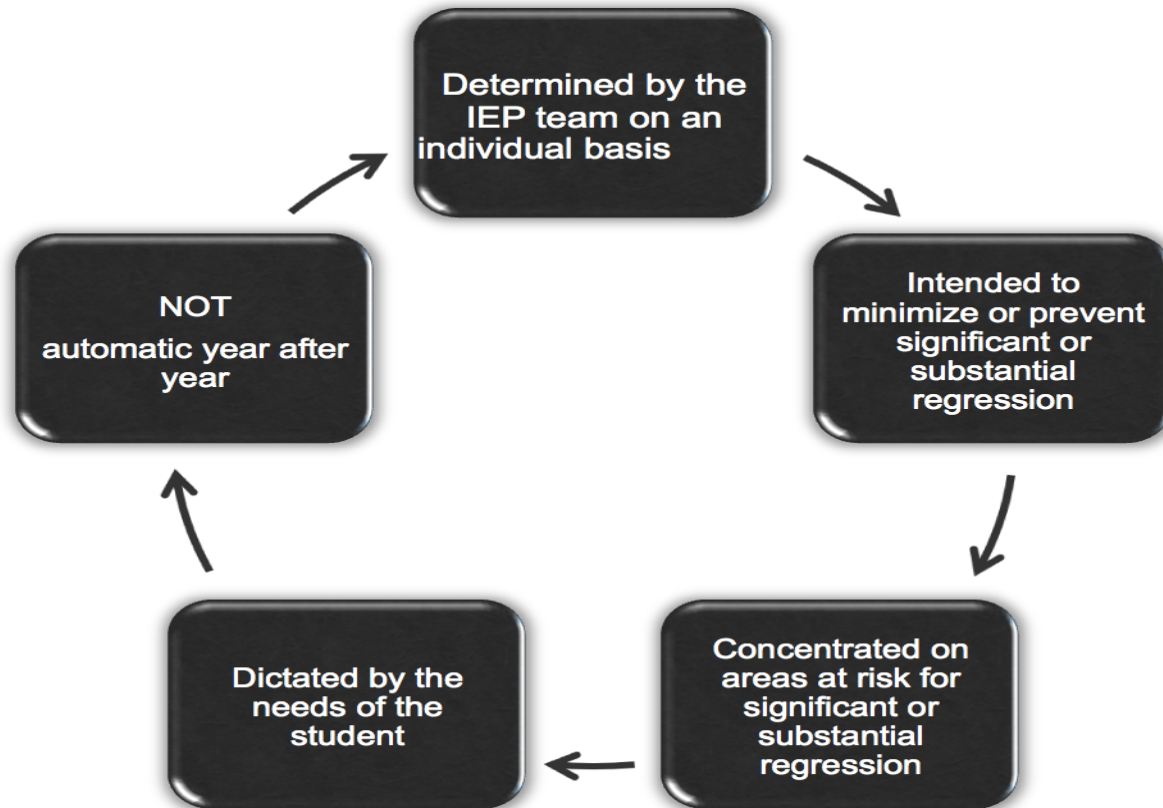 Determined by the
IEP team on an
individual basis
Intended to
minimize or prevent
significant or
substantial
regression
Concentrated on
areas at risk for
significant or
substantial
regression
Dictated by the
needs of the
student
NOT
automatic year after
year